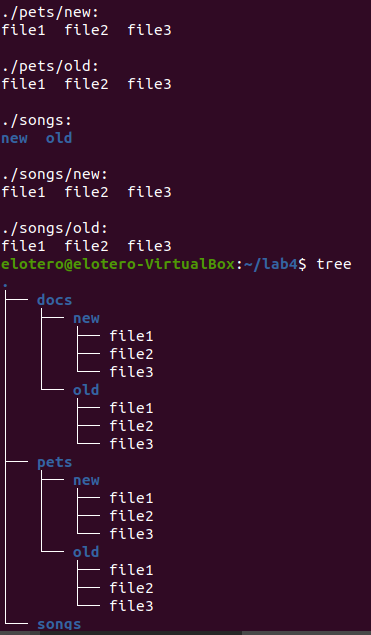 ./pets/new:
file1  file2  file3
./pets/old:
file1  file2  file3
./songs:
new  old
./songs/new:
file1  file2  file3
./songs/old:
file1  file2  file3
elotero@elotero-VirtualBox:~/lab4$ tree
.
├── docs
│   ├── new
│   │   ├── file1
│   │   ├── file2
│   │   └── file3
│   └── old
│       ├── file1
│       ├── file2
│       └── file3
├── pets
│   ├── new
│   │   ├── file1
│   │   ├── file2
│   │   └── file3
│   └── old
│       ├── file1
│       ├── file2
│       └── file3
└── songs